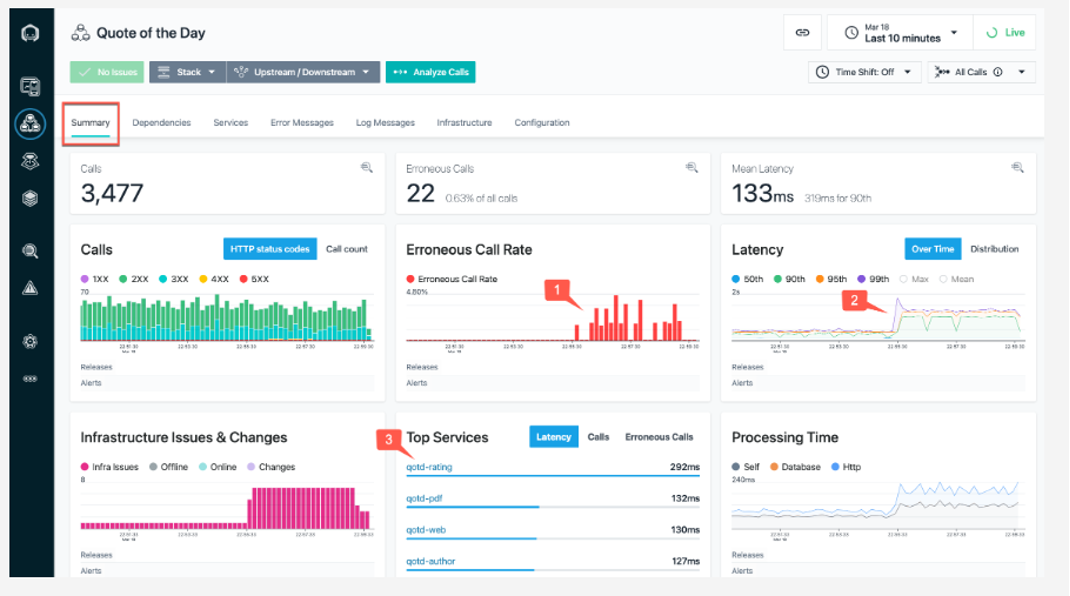 Quote of the Day
Mar 18
Last 10 minutes
Live
No Issues
Stack
Upstream / Downstream
Analyze Calls
Time Shift: Off
All Calls
Summary
Dependencies
Services
Error Messages
Log Messages
Infrastructure
Configuration
Calls
3,477
Erroneous Calls
22 0.63% of all calls
Mean Latency
133ms 319ms for 90th
Calls
HTTP status codes
Call count
1XX 2XX 3XX 4XX 5XX
70
Releases
Alerts
Erroneous Call Rate
Erroneous Call Rate
4.80%
1
Releases
Alerts
Latency
Over Time
Distribution
50th 90th 95th 99th Max Mean
2s
2
Releases
Alerts
Infrastructure Issues & Changes
Infra Issues Offline Online Changes
8
Releases
Alerts
3
Top Services
Latency
Calls
Erroneous Calls
qotd-rating 292ms
qotd-pdf 132ms
qotd-web 130ms
qotd-author 127ms
Processing Time
Self Database Http
240ms
Releases
Alerts